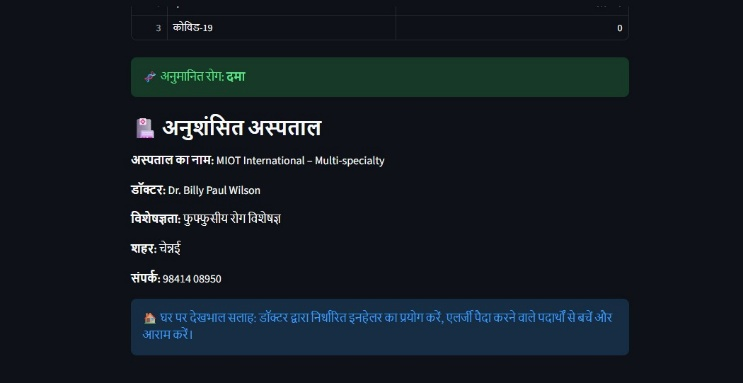 3 कोविड-19 0
🧬 अनुमानित रोग: दमा
🏥 अनुशंसित अस्पताल
अस्पताल का नाम: MIOT International – Multi-specialty
डॉक्टर: Dr. Billy Paul Wilson
विशेषज्ञता: फुफ्फुसीय रोग विशेषज्ञ
शहर: चेन्नई
संपर्क: 98414 08950
🏠 घर पर देखभाल सलाह: डॉक्टर द्वारा निर्धारित इनहेलर का प्रयोग करें, एलर्जी पैदा करने वाले पदार्थों से बचें और
आराम करें।